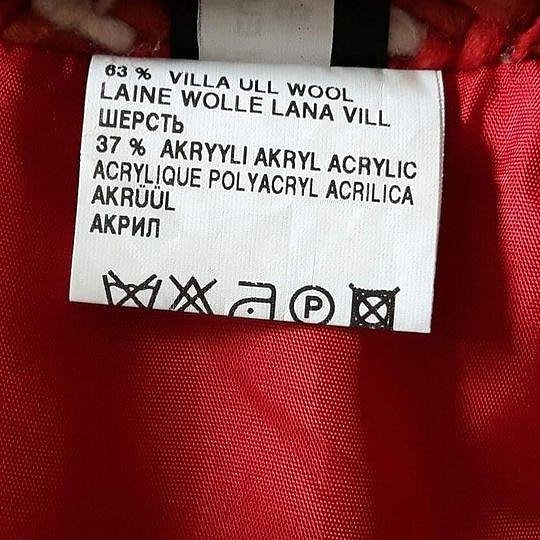 63 % VILLA ULL WOOL
LAINE WOLLE LANA VILL
ШЕРСТЬ
37 % AKRYYLI AKRYL ACRYLIC
ACRYLIQUE POLYACRYL ACRILICA
AKRÜÜL
АКРИЛ
P